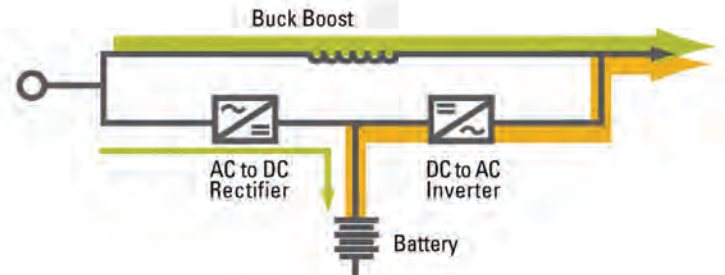 Buck Boost
AC to DC
Rectifier
DC to AC
Inverter
Battery